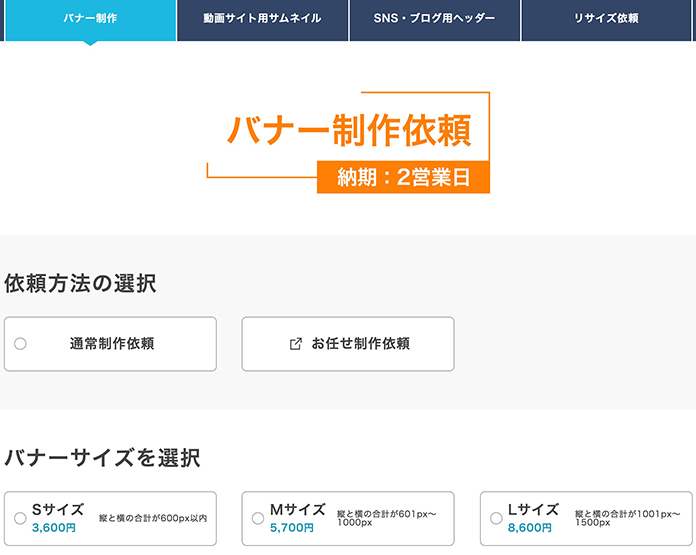 バナー制作
動画サイト用サムネイル
SNS・ブログ用ヘッダー
リサイズ依頼
バナー制作依頼
納期：2営業日
依頼方法の選択
通常制作依頼
お任せ制作依頼
バナーサイズを選択
Sサイズ
3,600円
縦と横の合計が600px以内
Mサイズ
5,700円
縦と横の合計が601px〜
1000px
Lサイズ
8,600円
縦と横の合計が1001px〜
1500px